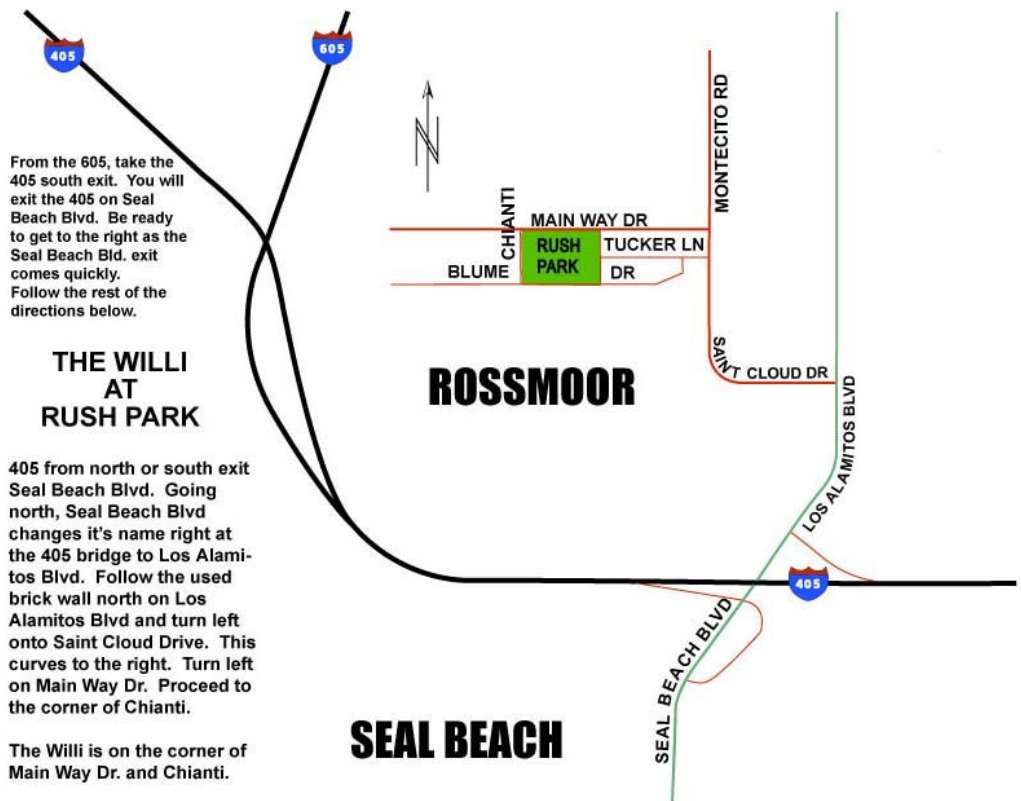 405
605
From the 605, take the
405 south exit. You will
exit the 405 on Seal
Beach Blvd. Be ready
to get to the right as the
Seal Beach Bld. exit
comes quickly.
Follow the rest of the
directions below.
THE WILLI
AT
RUSH PARK
405 from north or south exit
Seal Beach Blvd. Going
north, Seal Beach Blvd
changes it's name right at
the 405 bridge to Los Alami-
tos Blvd. Follow the used
brick wall north on Los
Alamitos Blvd and turn left
onto Saint Cloud Drive. This
curves to the right. Turn left
on Main Way Dr. Proceed to
the corner of Chianti.
The Willi is on the corner of
Main Way Dr. and Chianti.
N
MONTECITO RD
CHIANTI
MAIN WAY DR
RUSH
PARK
TUCKER LN
BLUME
DR
SAINT CLOUD DR
ROSSMOOR
LOS ALAMITOS BLVD
405
SEAL BEACH BLVD
SEAL BEACH